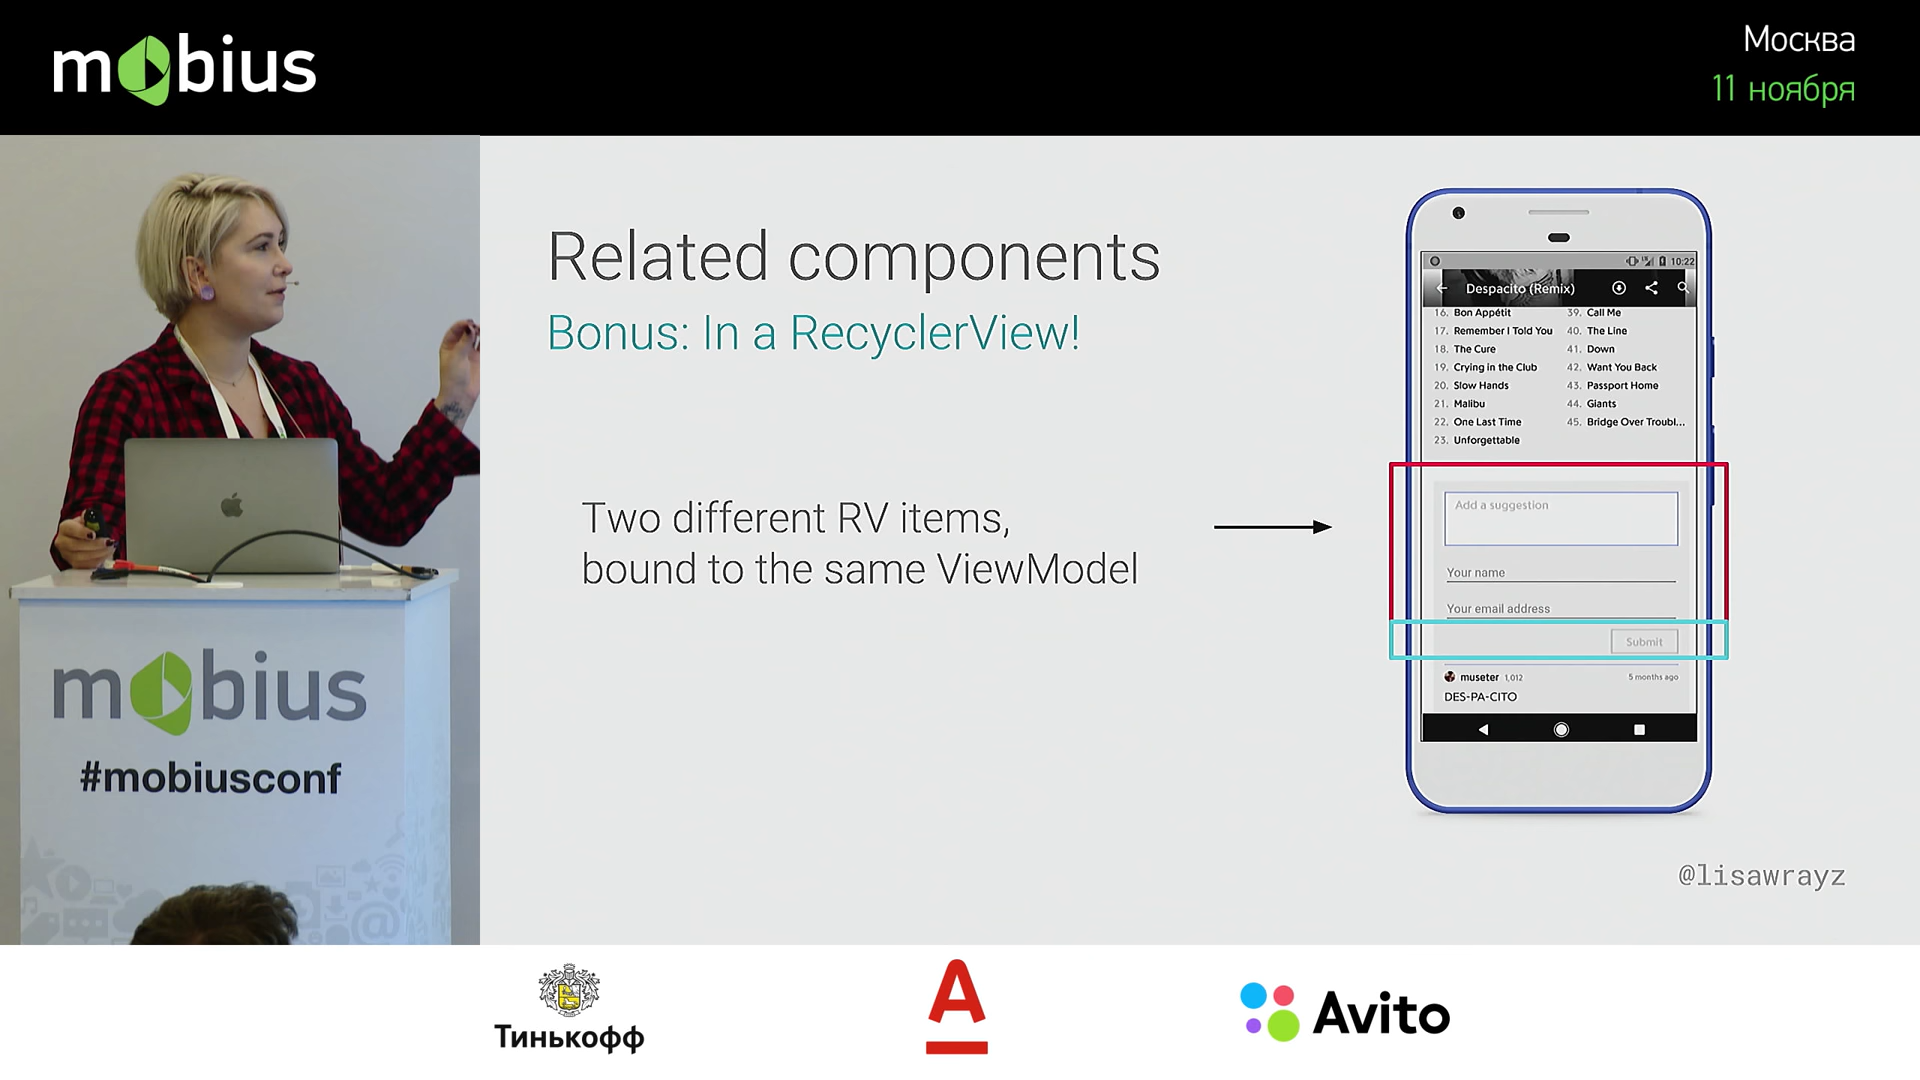 mobius
Москва
11 ноября
Related components
Bonus: In a RecyclerView!
Two different RV items,
bound to the same ViewModel
10:22
Despacito (Remix)
16. Bon Appétit
17. Remember I Told You
18. The Cure
19. Crying in the Club
20. Slow Hands
21. Malibu
22. One Last Time
23. Unforgettable
39. Call Me
40. The Line
41. Down
42. Want You Back
43. Passport Home
44. Giants
45. Bridge Over Troubl...
Add a suggestion
Your name
Your email address
Submit
museter 1,012
5 months ago
DES-PA-CITO
@lisawrayz
mobius
#mobiusconf
Тинькофф
А
Avito